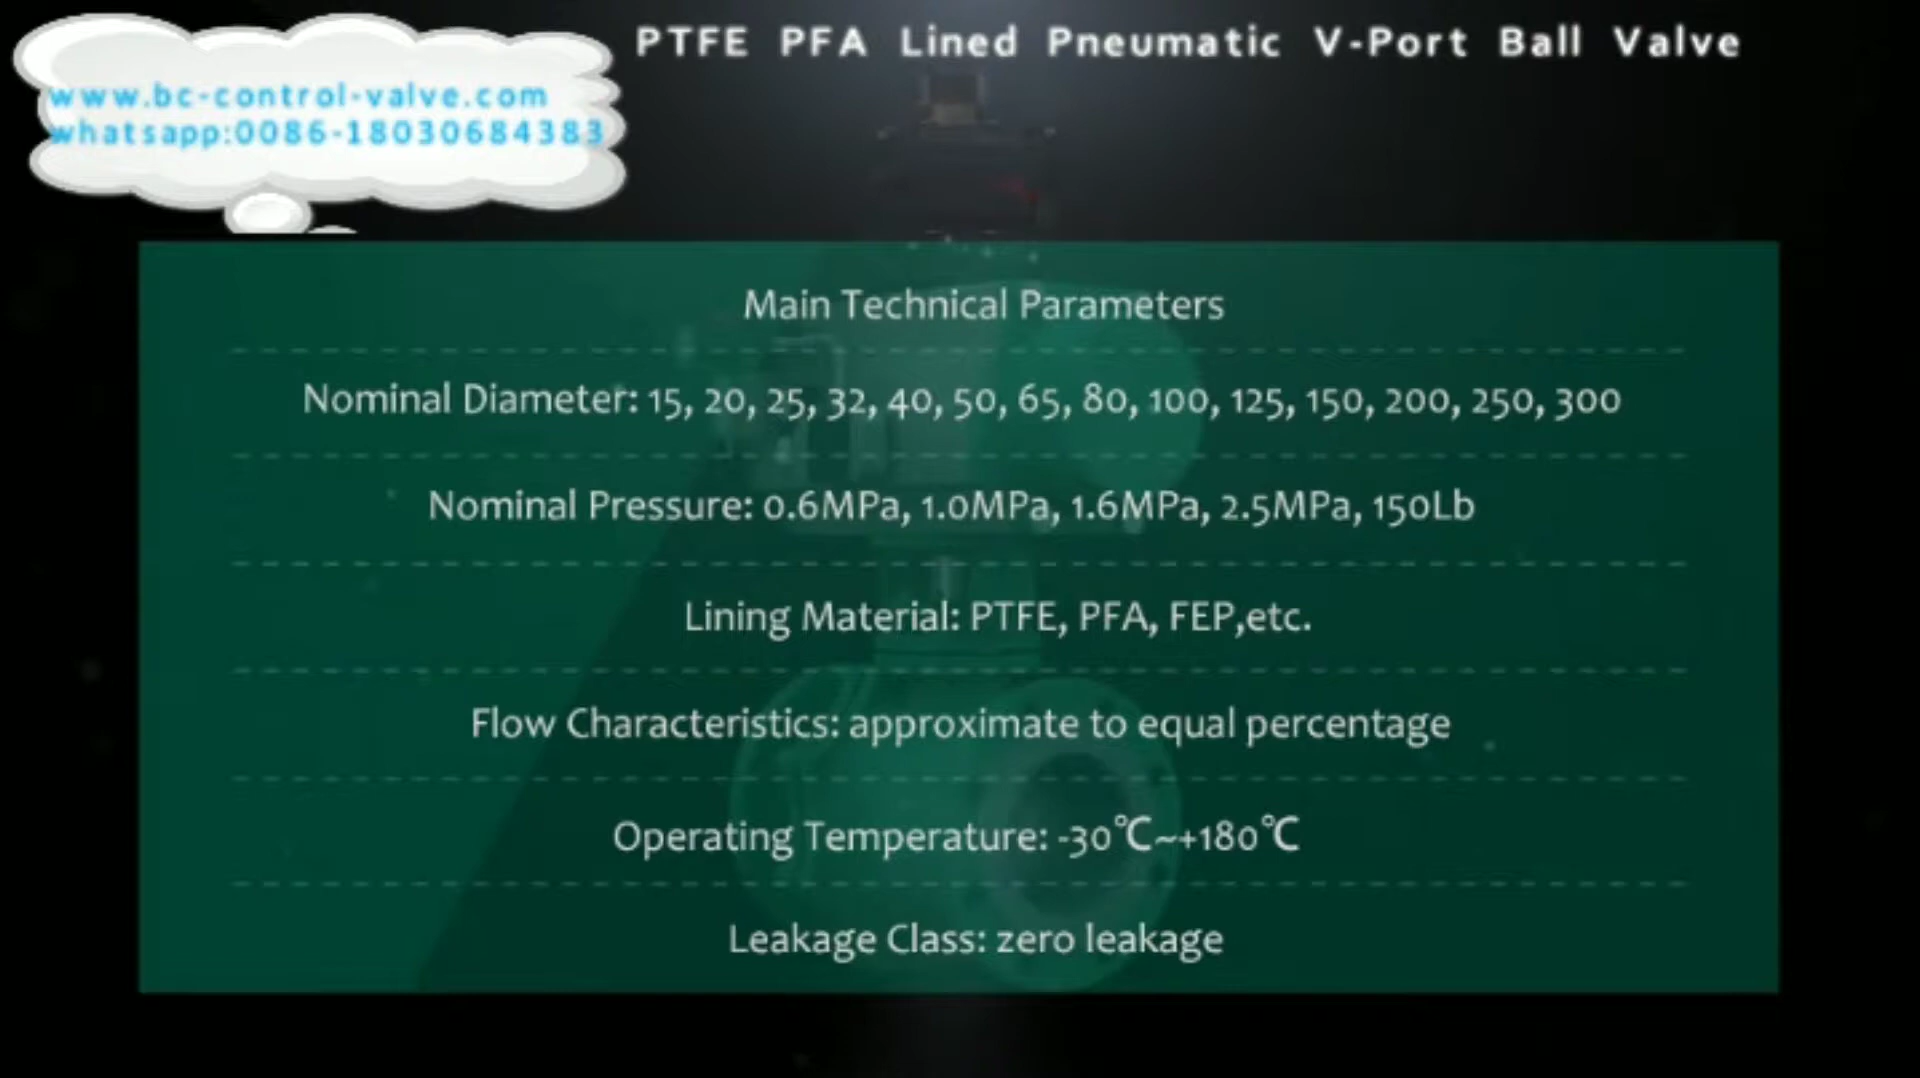 PTFE PFA Lined Pneumatic V-Port Ball Valve
www.bc-control-valve.com
whatsapp:0086-18030684383
Main Technical Parameters
Nominal Diameter: 15, 20, 25, 32, 40, 50, 65, 80, 100, 125, 150, 200, 250, 300
Nominal Pressure: 0.6MPa, 1.0MPa, 1.6MPa, 2.5MPa, 150Lb
Lining Material: PTFE, PFA, FEP,etc.
Flow Characteristics: approximate to equal percentage
Operating Temperature: -30℃~+180℃
Leakage Class: zero leakage